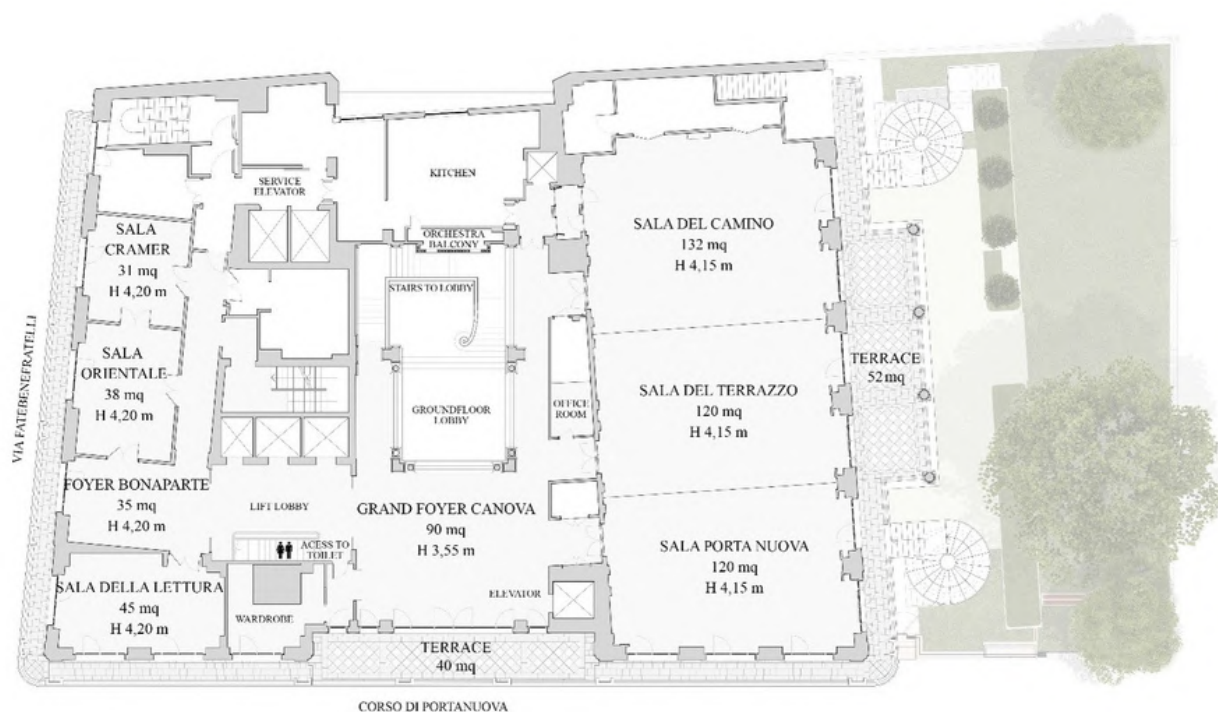 KITCHEN
SERVICE
ELEVATOR
SALA
CRAMER
31 mq
H 4,20 m
ORCHESTRA
BALCONY
SALA DEL CAMINO
132 mq
H 4,15 m
STAIRS TO LOBBY
VIA FATEBENEFRATELLI
SALA
ORIENTALE
38 mq
H 4,20 m
GROUNDFLOOR
LOBBY
OFFICE
ROOM
SALA DEL TERRAZZO
120 mq
H 4,15 m
TERRACE
52 mq
FOYER BONAPARTE
35 mq
H 4,20 m
LIFT LOBBY
GRAND FOYER CANOVA
90 mq
H 3,55 m
ACESS TO
TOILET
SALA PORTA NUOVA
120 mq
H 4,15 m
SALA DELLA LETTURA
45 mq
H 4,20 m
WARDROBE
ELEVATOR
TERRACE
40 mq
CORSO DI PORTANUOVA